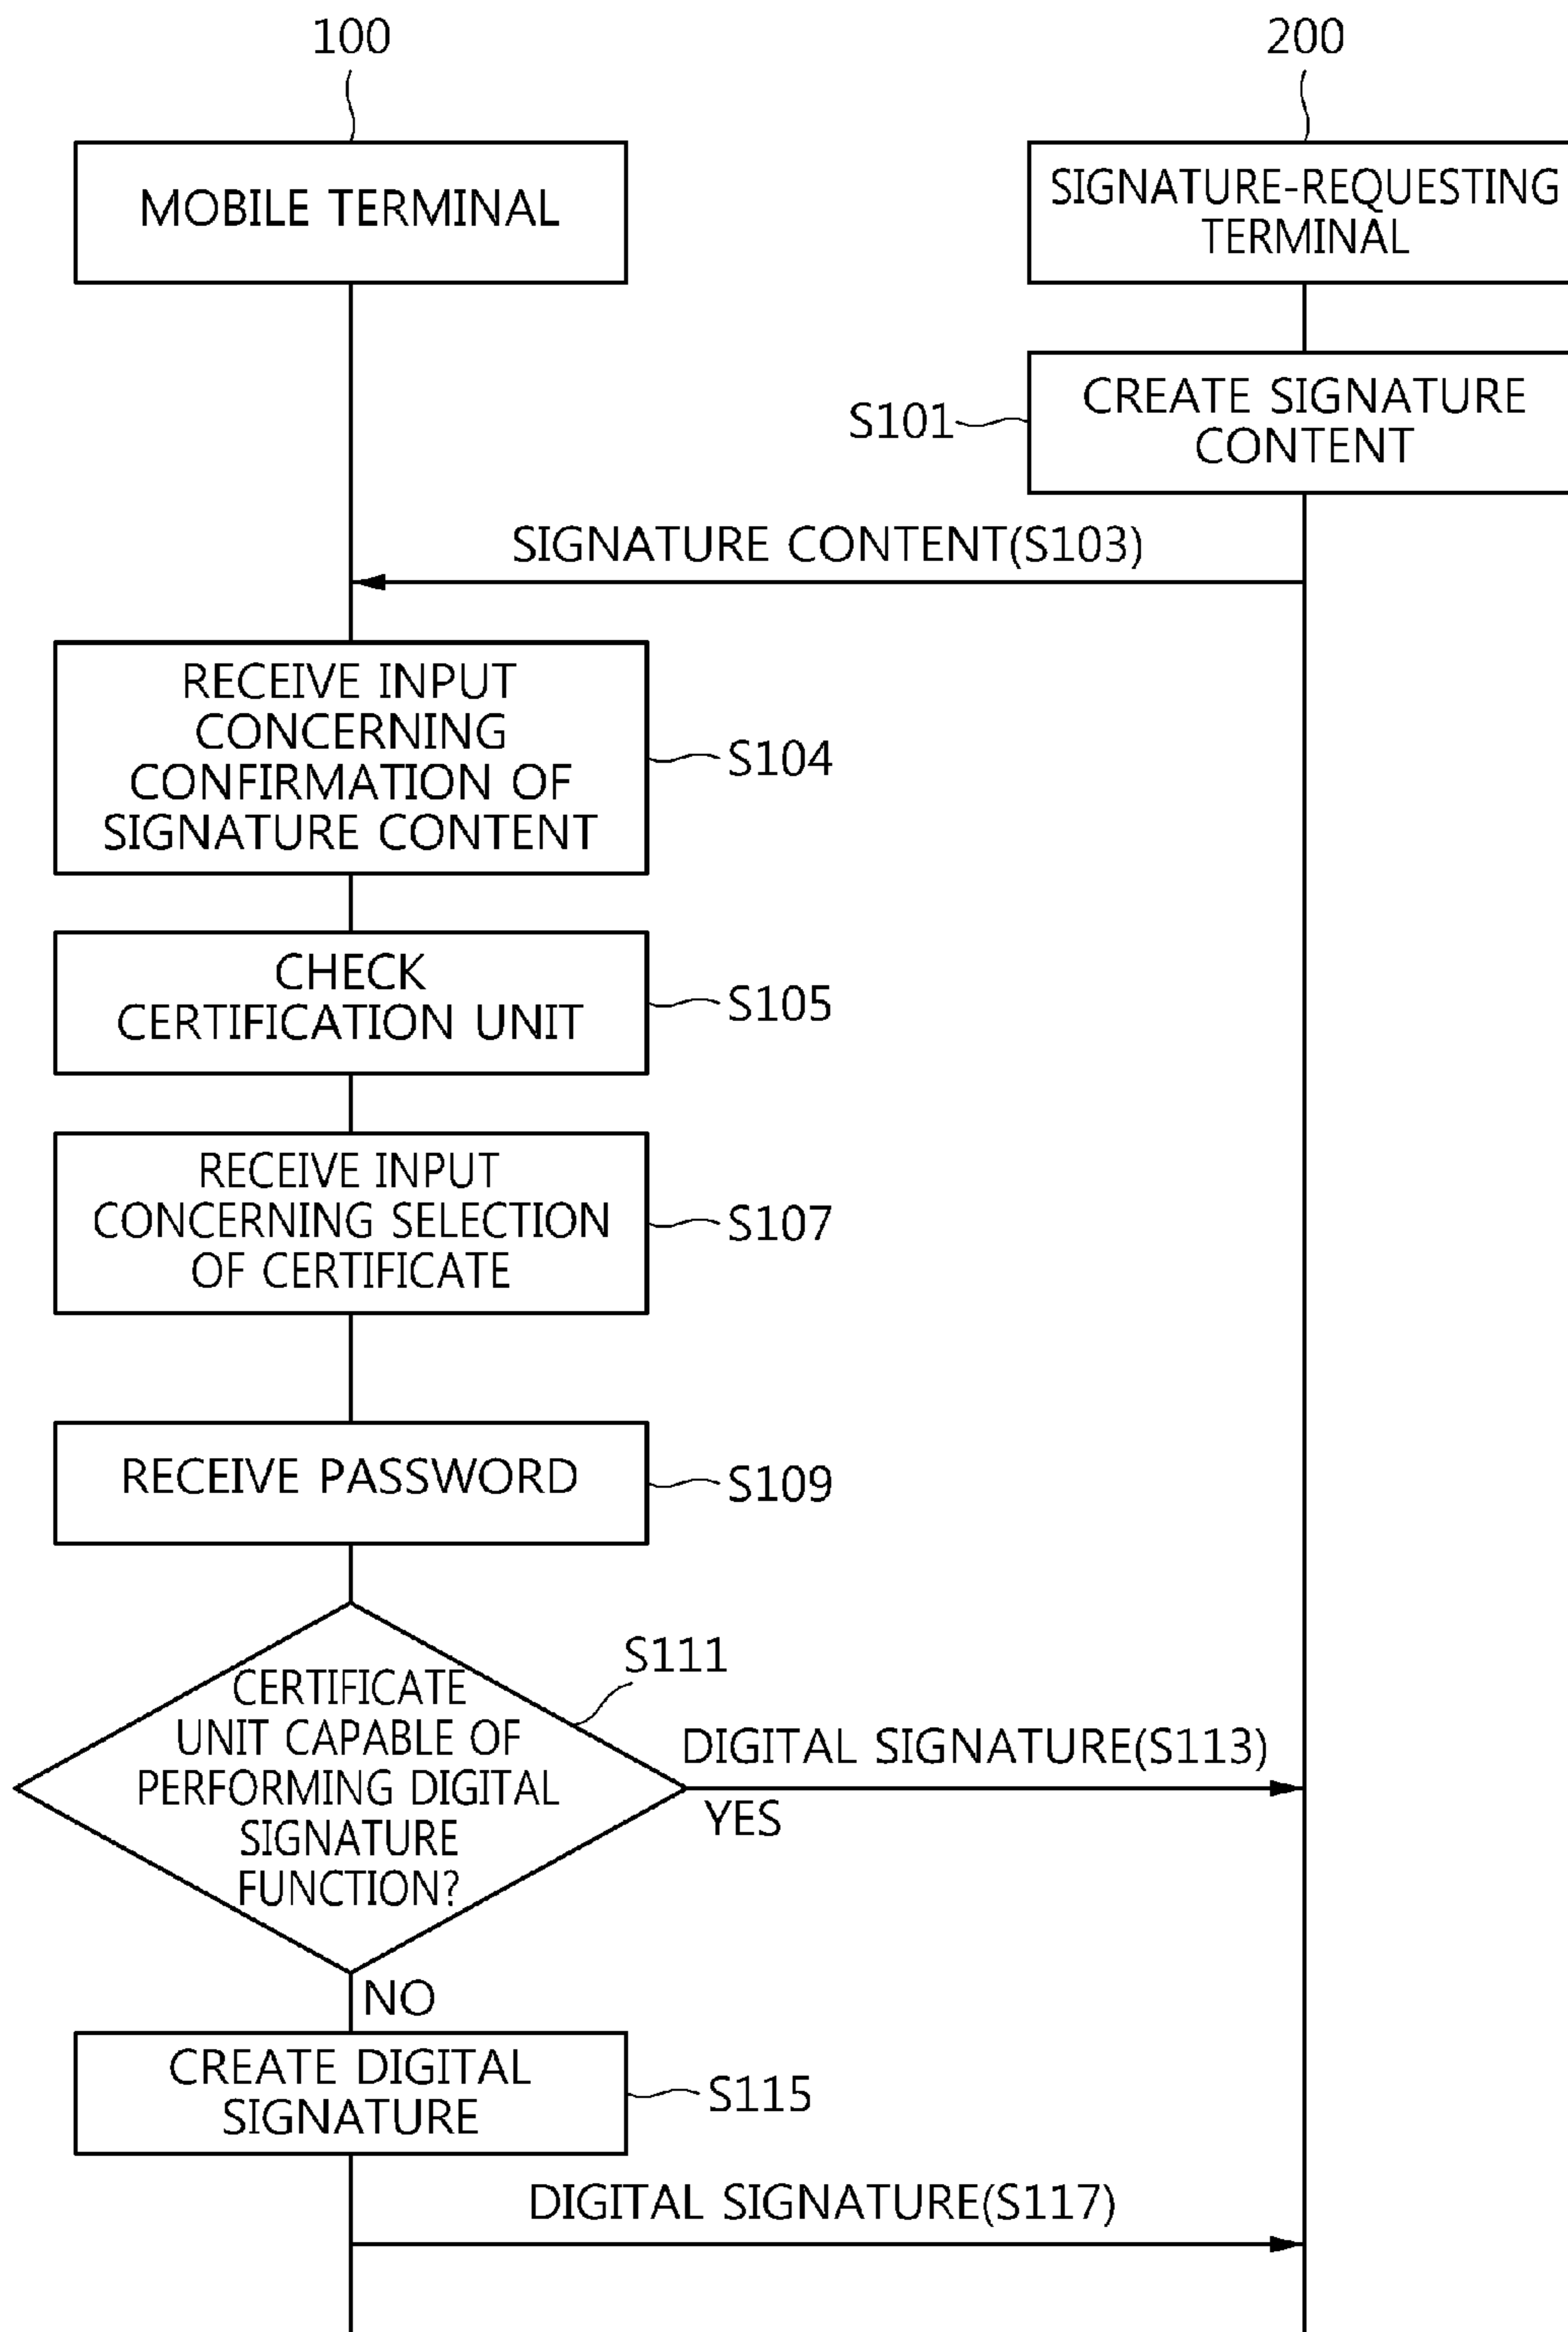 100
200
MOBILE TERMINAL
SIGNATURE-REQUESTING
TERMINAL
S101
CREATE SIGNATURE
CONTENT
SIGNATURE CONTENT(S103)
RECEIVE INPUT
CONCERNING
CONFIRMATION OF
SIGNATURE CONTENT
S104
CHECK
CERTIFICATION UNIT
S105
RECEIVE INPUT
CONCERNING SELECTION
OF CERTIFICATE
S107
RECEIVE PASSWORD
S109
S111
CERTIFICATE
UNIT CAPABLE OF
PERFORMING DIGITAL
SIGNATURE
FUNCTION?
DIGITAL SIGNATURE(S113)
YES
NO
CREATE DIGITAL
SIGNATURE
S115
DIGITAL SIGNATURE(S117)